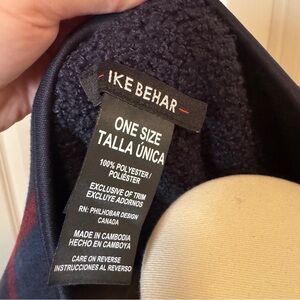 IKE BEHAR
ONE SIZE
TALLA ÚNICA
100% POLYESTER /
POLIÉSTER
EXCLUSIVE OF TRIM
EXCLUYE ADORNOS
RN: PHILHOBAR DESIGN
CANADA
MADE IN CAMBODIA
HECHO EN CAMBOYA
CARE ON REVERSE
INSTRUCCIONES AL REVERSO